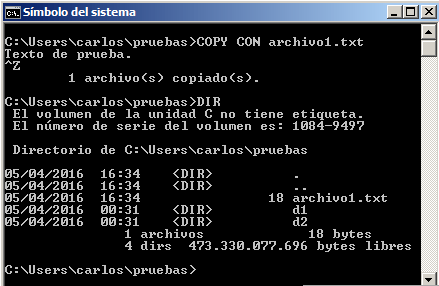 Símbolo del sistema
C:\Users\carlos\pruebas>COPY CON archivo1.txt
Texto de prueba.
^Z
        1 archivo(s) copiado(s).
C:\Users\carlos\pruebas>DIR
 El volumen de la unidad C no tiene etiqueta.
 El número de serie del volumen es: 1084-9497
 Directorio de C:\Users\carlos\pruebas
05/04/2016  16:34    <DIR>          .
05/04/2016  16:34    <DIR>          ..
05/04/2016  16:34                18 archivo1.txt
05/04/2016  00:31    <DIR>          d1
05/04/2016  00:31    <DIR>          d2
               1 archivos             18 bytes
               4 dirs  473.330.077.696 bytes libres
C:\Users\carlos\pruebas>